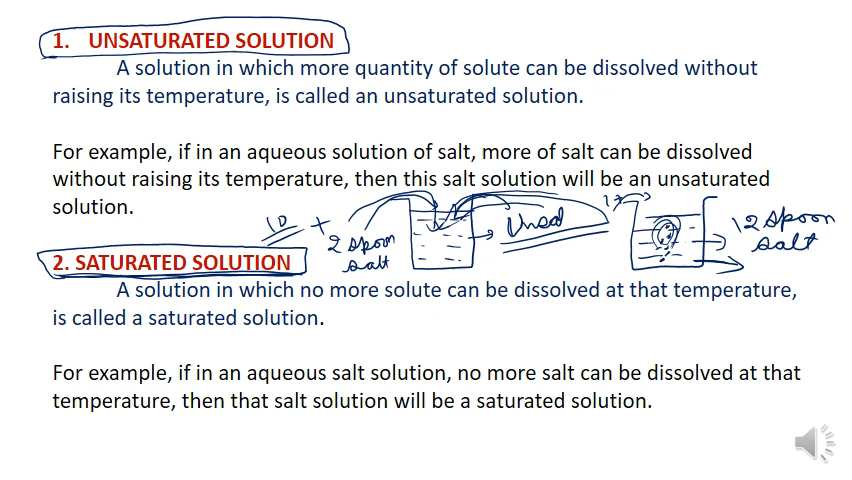 1. UNSATURATED SOLUTION
A solution in which more quantity of solute can be dissolved without
raising its temperature, is called an unsaturated solution.
For example, if in an aqueous solution of salt, more of salt can be dissolved
without raising its temperature, then this salt solution will be an unsaturated
solution.
10 + 2 spoon
salt
Unsd
12 spoon
salt
2. SATURATED SOLUTION
A solution in which no more solute can be dissolved at that temperature,
is called a saturated solution.
For example, if in an aqueous salt solution, no more salt can be dissolved at that
temperature, then that salt solution will be a saturated solution.